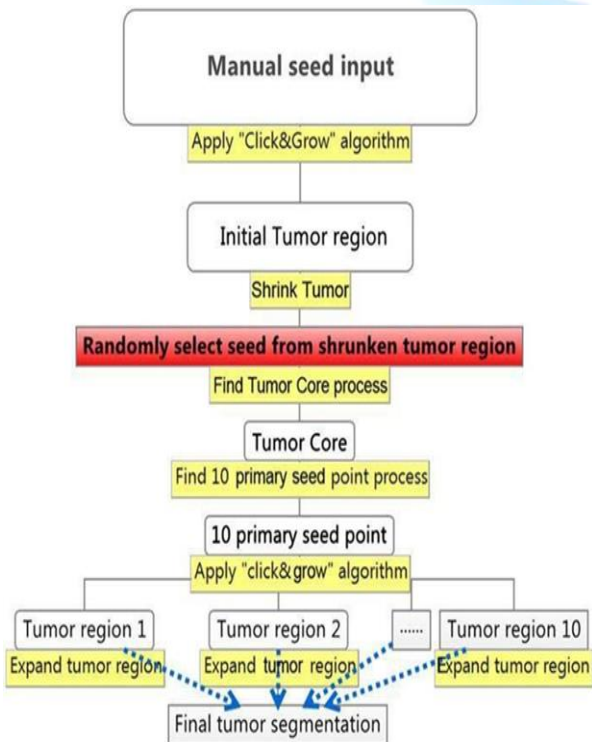 Manual seed input
Apply "Click&Grow" algorithm
Initial Tumor region
Shrink Tumor
Randomly select seed from shrunken tumor region
Find Tumor Core process
Tumor Core
Find 10 primary seed point process
10 primary seed point
Apply "click&grow" algorithm
Tumor region 1
Tumor region 2
......
Tumor region 10
Expand tumor region
Expand tumor region
Expand tumor region
Final tumor segmentation